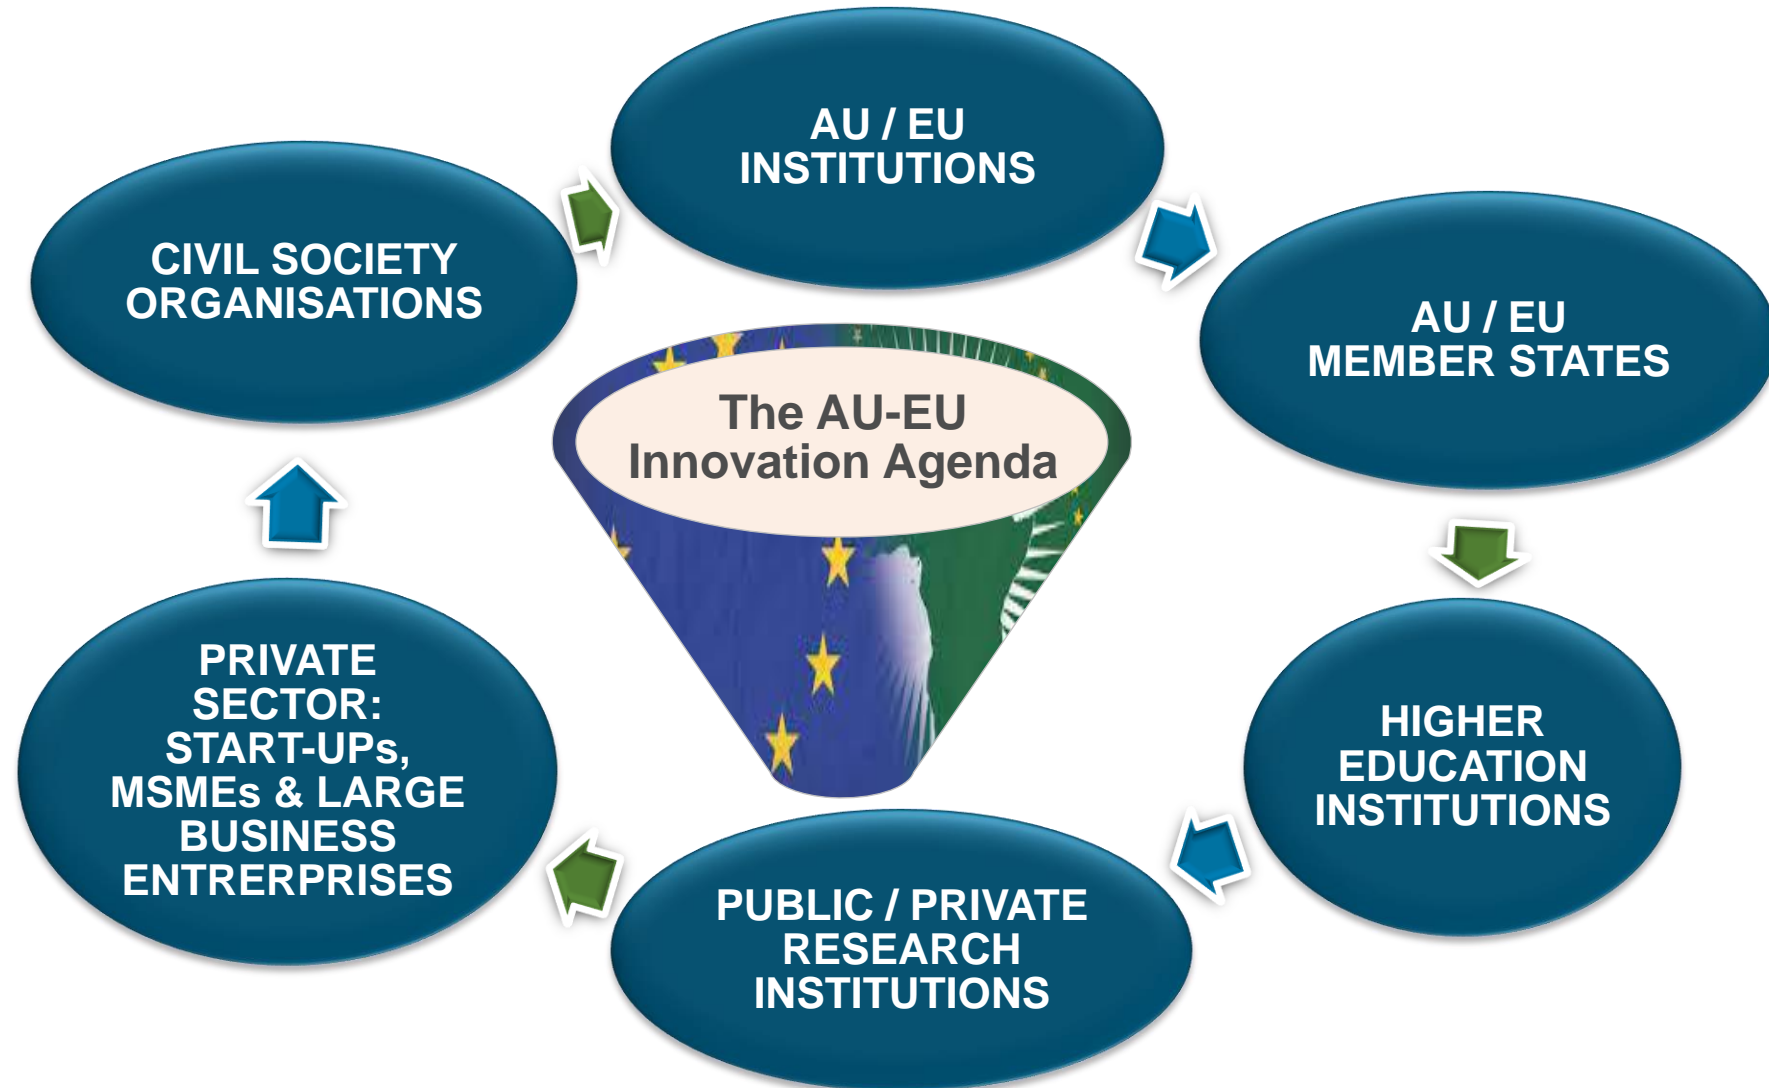 AU / EU
INSTITUTIONS
AU / EU
MEMBER STATES
HIGHER
EDUCATION
INSTITUTIONS
PUBLIC / PRIVATE
RESEARCH
INSTITUTIONS
PRIVATE
SECTOR:
START-UPs,
MSMEs & LARGE
BUSINESS
ENTRERPRISES
CIVIL SOCIETY
ORGANISATIONS
The AU-EU
Innovation Agenda